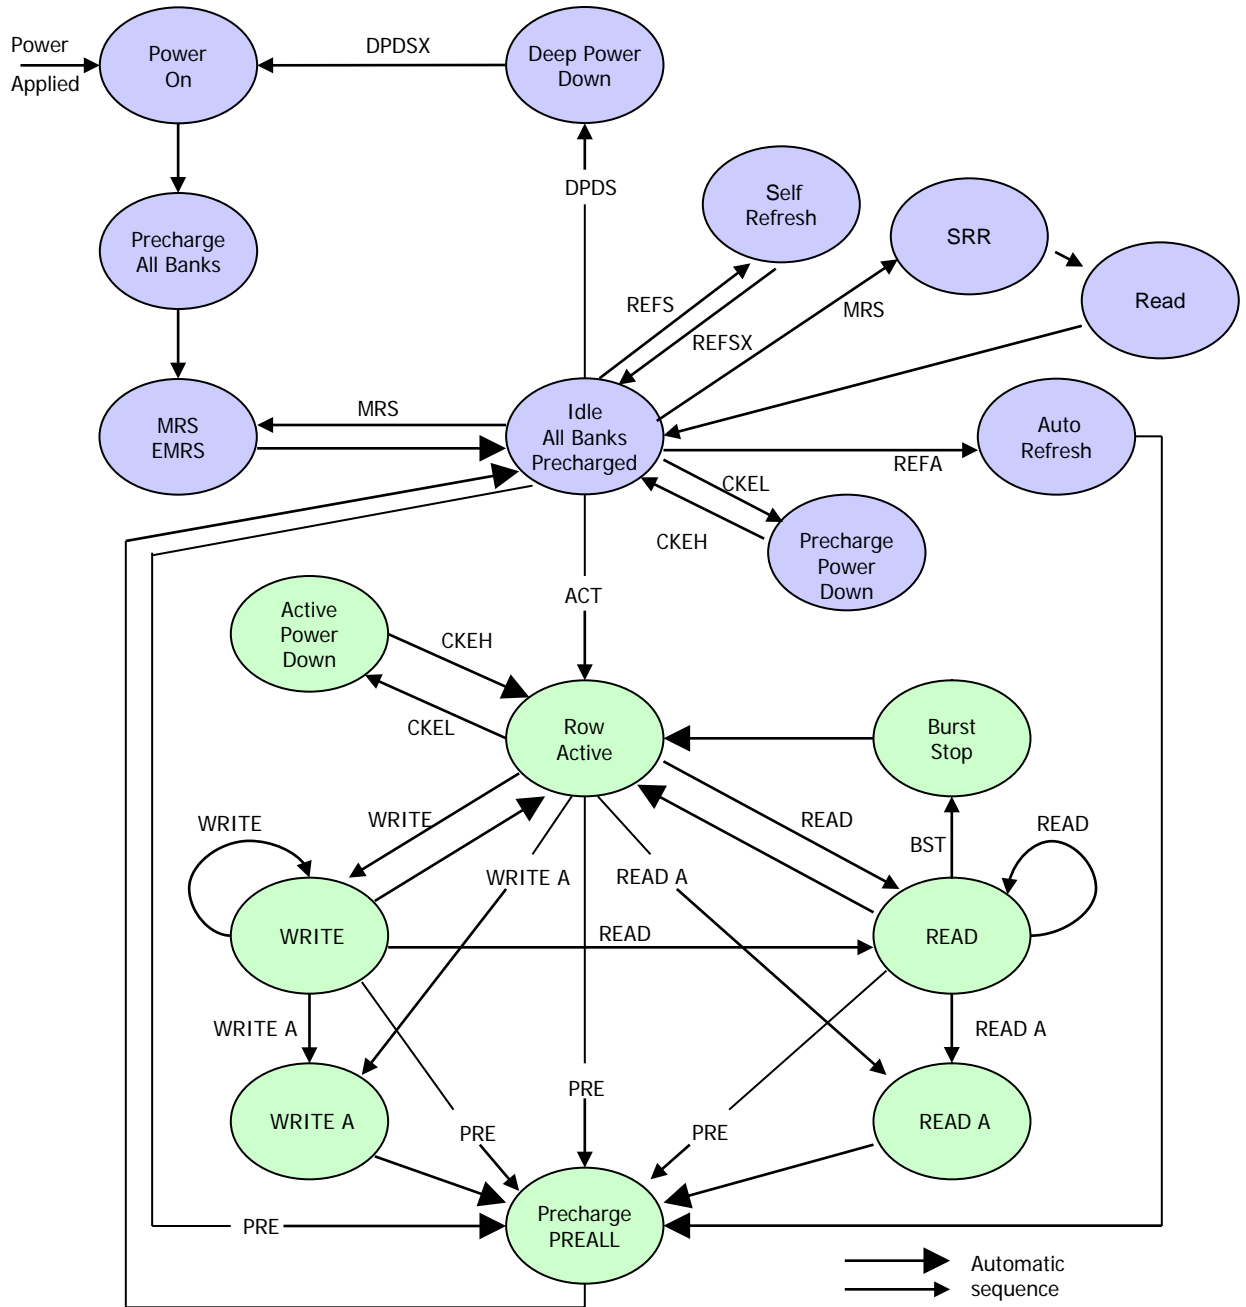 Power
Applied
Power
On
DPDSX
Deep Power
Down
DPDS
Self
Refresh
SRR
Read
Precharge
All Banks
REFS
REFSX
MRS
MRS
EMRS
MRS
Idle
All Banks
Precharged
Auto
Refresh
REFA
CKEL
CKEH
Precharge
Power
Down
ACT
Active
Power
Down
CKEH
CKEL
Row
Active
Burst
Stop
WRITE
WRITE
READ
BST
READ
WRITE A
READ A
WRITE
READ
READ
WRITE A
READ A
WRITE A
PRE
PRE
PRE
READ A
PRE
Precharge
PREALL
Automatic
sequence